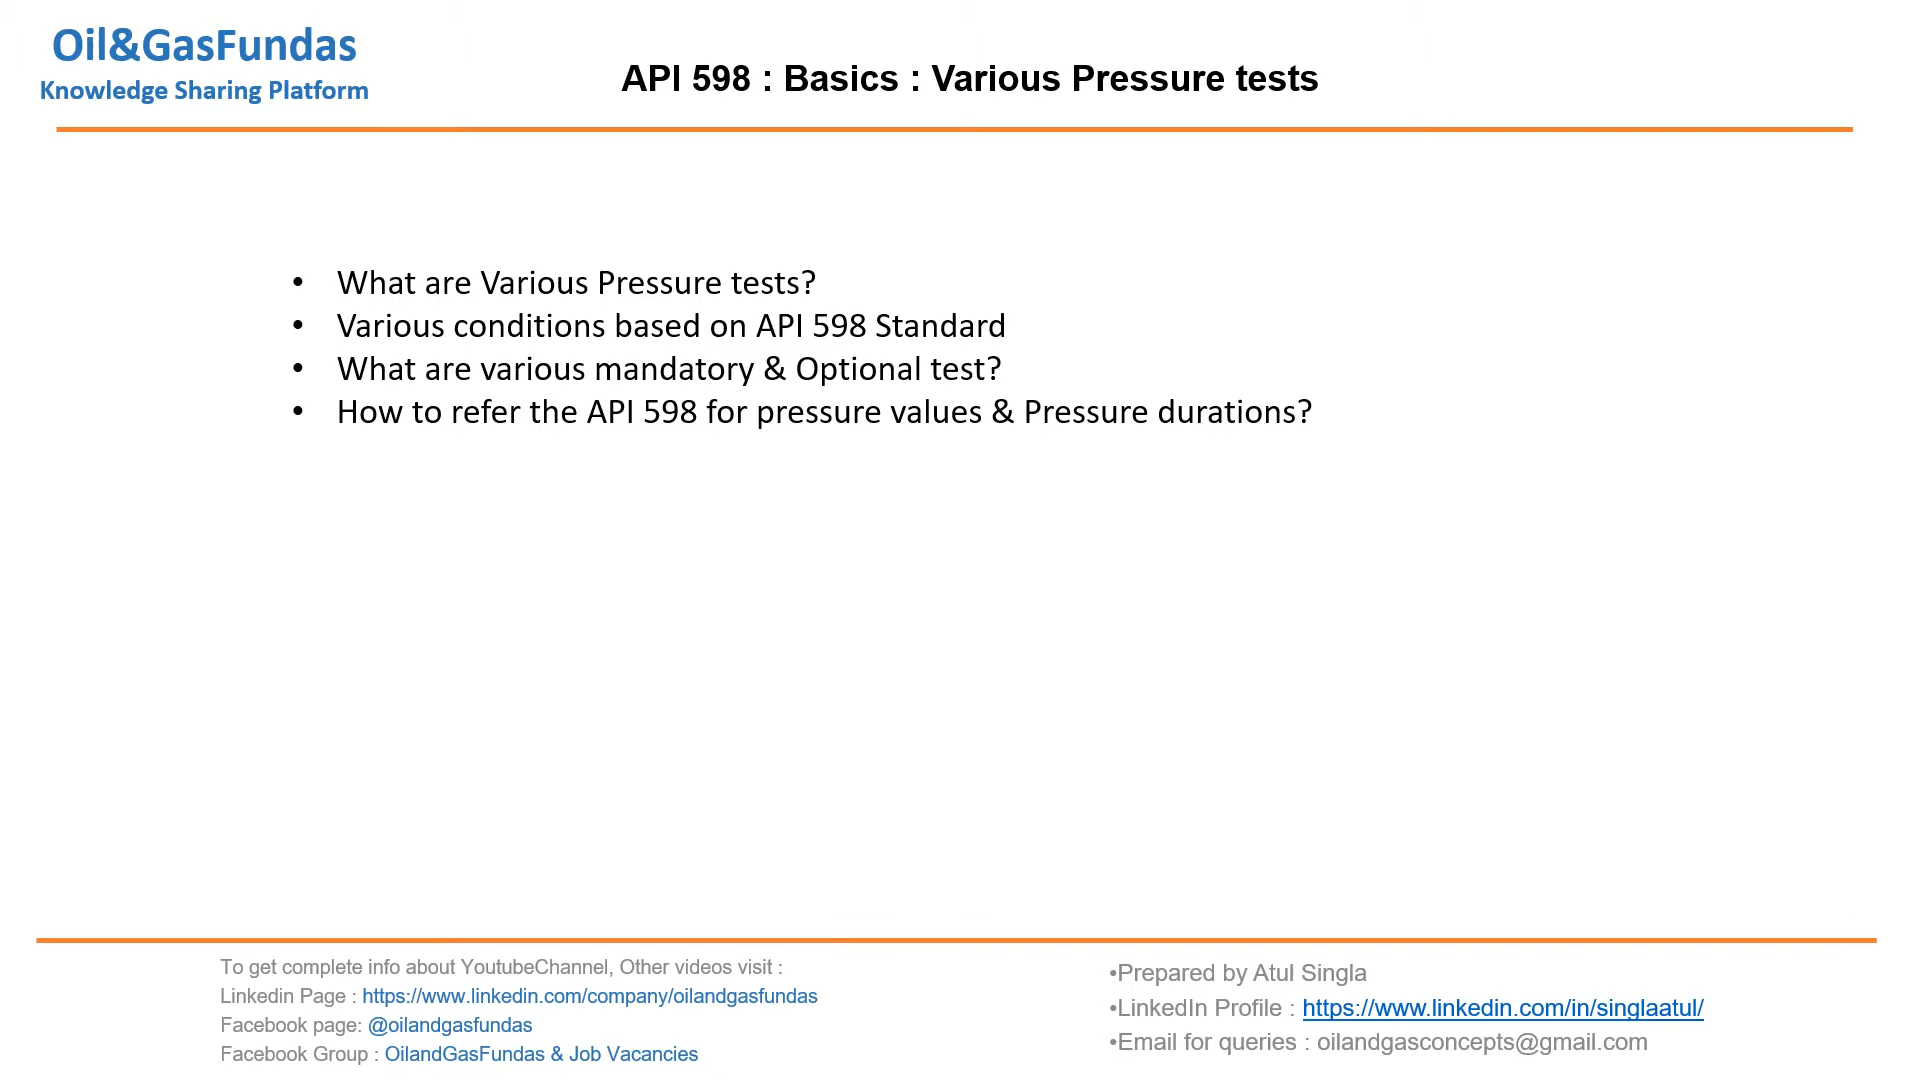 Oil&GasFundas
Knowledge Sharing Platform
API 598 : Basics : Various Pressure tests
• What are Various Pressure tests?
• Various conditions based on API 598 Standard
• What are various mandatory & Optional test?
• How to refer the API 598 for pressure values & Pressure durations?
To get complete info about YoutubeChannel, Other videos visit :
Linkedin Page : https://www.linkedin.com/company/oilandgasfundas
Facebook page: @oilandgasfundas
Facebook Group : OilandGasFundas & Job Vacancies
•Prepared by Atul Singla
•LinkedIn Profile : https://www.linkedin.com/in/singlaatul/
•Email for queries : oilandgasconcepts@gmail.com